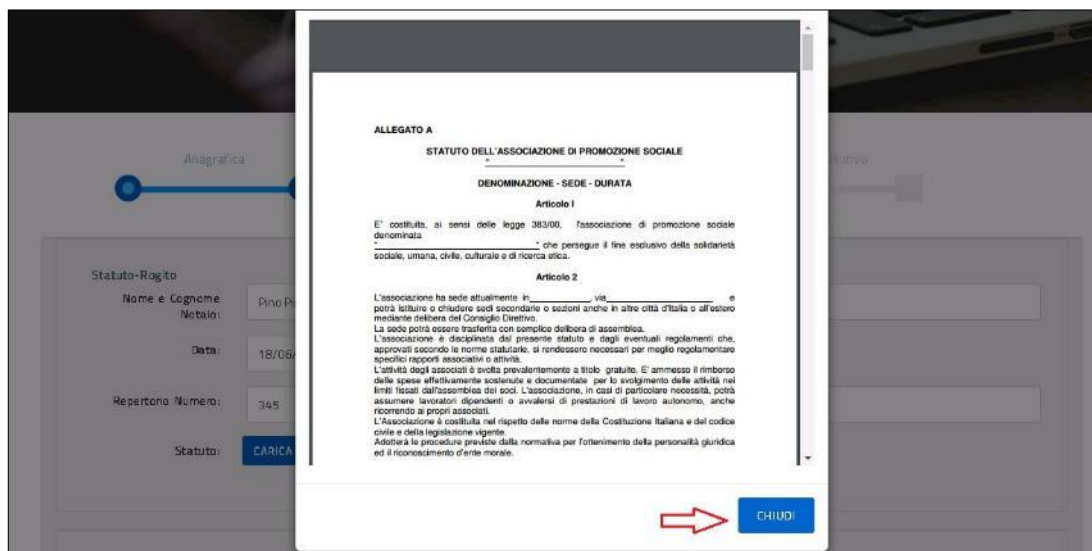 Anagrafica
Statuto-Rogito
Nome e Cognome
Notaio:
Pino
Data:
18/06/
Repertorio Numero:
345
Statuto:
CARICA
ALLEGATO A
STATUTO DELL'ASSOCIAZIONE DI PROMOZIONE SOCIALE
"____________________"
DENOMINAZIONE - SEDE - DURATA
Articolo I
E' costituita, ai sensi delle legge 383/00, l'associazione di promozione sociale
denominata
"____________________" che persegue il fine esclusivo della solidarietà
sociale, umana, civile, culturale e di ricerca etica.
Articolo 2
L'associazione ha sede attualmente in____________, via____________________ e
potrà istituire o chiudere sedi secondarie o sezioni anche in altre città d'Italia o all'estero
mediante delibera del Consiglio Direttivo.
La sede potrà essere trasferita con semplice delibera di assemblea.
L'associazione è disciplinata dal presente statuto e dagli eventuali regolamenti che,
approvati secondo le norme statutarie, si rendessero necessari per meglio regolamentare
specifici rapporti associativi o attività.
L'attività degli associati è svolta prevalentemente a titolo gratuito. E' ammesso il rimborso
delle spese effettivamente sostenute e documentate per lo svolgimento delle attività nei
limiti fissati dall'assemblea dei soci. L'associazione, in casi di particolare necessità, potrà
assumere lavoratori dipendenti o avvalersi di prestazioni di lavoro autonomo, anche
ricorrendo ai propri associati.
L'Associazione è costituita nel rispetto delle norme della Costituzione Italiana e del codice
civile e della legislazione vigente.
Adotterà le procedure previste dalla normativa per l'ottenimento della personalità giuridica
ed il riconoscimento d'ente morale.
CHIUDI